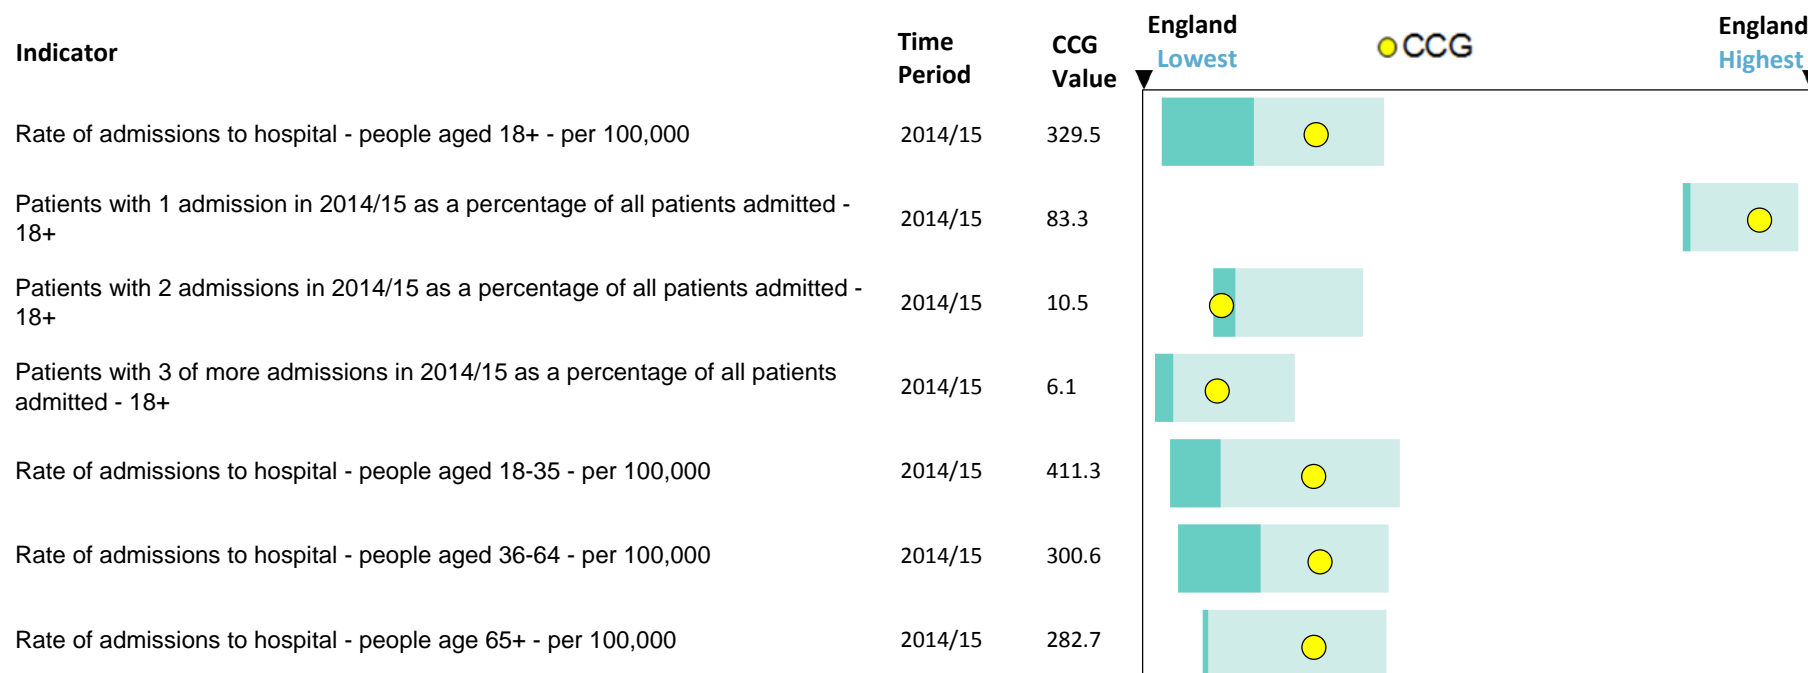 Indicator
Time Period
CCG Value
England Lowest
CCG
England Highest
Rate of admissions to hospital - people aged 18+ - per 100,000 2014/15 329.5
Patients with 1 admission in 2014/15 as a percentage of all patients admitted -
18+
2014/15 83.3
Patients with 2 admissions in 2014/15 as a percentage of all patients admitted -
18+
2014/15 10.5
Patients with 3 of more admissions in 2014/15 as a percentage of all patients
admitted - 18+
2014/15 6.1
Rate of admissions to hospital - people aged 18-35 - per 100,000 2014/15 411.3
Rate of admissions to hospital - people aged 36-64 - per 100,000 2014/15 300.6
Rate of admissions to hospital - people age 65+ - per 100,000 2014/15 282.7